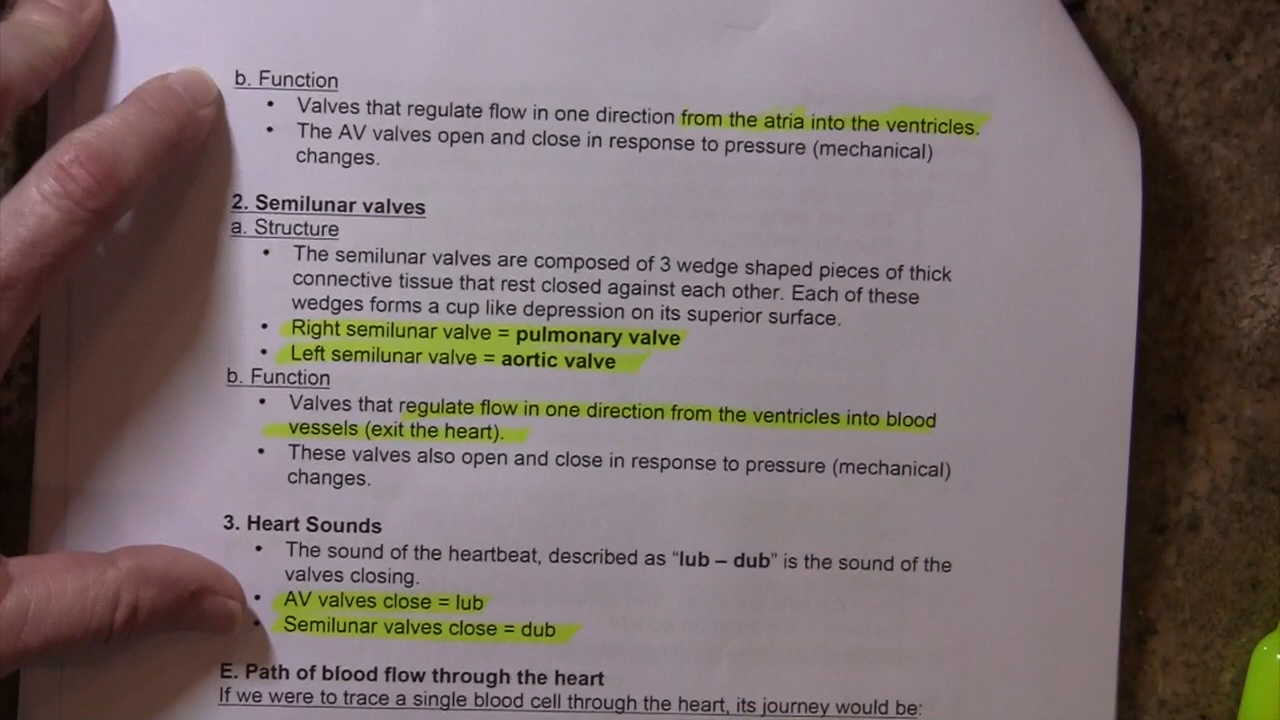 b. Function
• Valves that regulate flow in one direction from the atria into the ventricles.
• The AV valves open and close in response to pressure (mechanical)
changes.
2. Semilunar valves
a. Structure
• The semilunar valves are composed of 3 wedge shaped pieces of thick
connective tissue that rest closed against each other. Each of these
wedges forms a cup like depression on its superior surface.
• Right semilunar valve = pulmonary valve
• Left semilunar valve = aortic valve
b. Function
• Valves that regulate flow in one direction from the ventricles into blood
vessels (exit the heart).
• These valves also open and close in response to pressure (mechanical)
changes.
3. Heart Sounds
• The sound of the heartbeat, described as “lub – dub” is the sound of the
valves closing.
• AV valves close = lub
• Semilunar valves close = dub
E. Path of blood flow through the heart
If we were to trace a single blood cell through the heart, its journey would be: